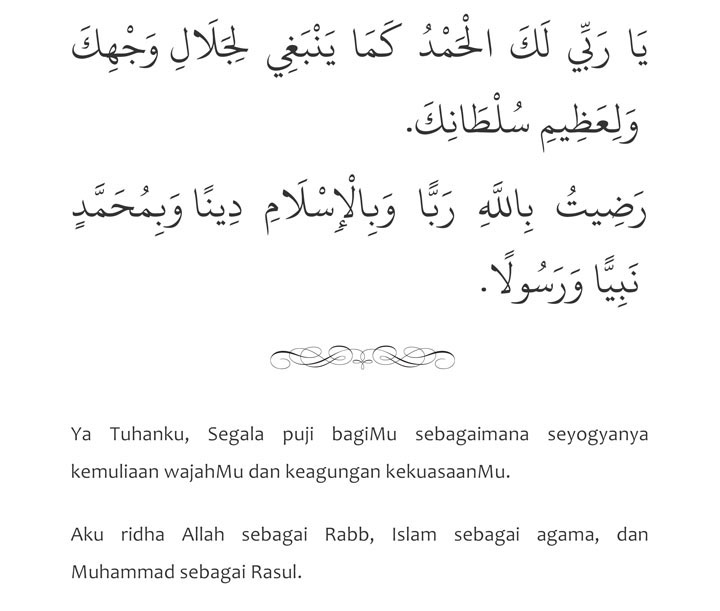 يَا رَبِّي لَكَ الْحَمْدُ كَمَا يَنْبَغِي لِجَلَالِ وَجْهِكَ
وَلِعَظِيمِ سُلْطَانِكَ.
رَضِيتُ بِاللَّهِ رَبًّا وَبِالْإِسْلَامِ دِينًا وَبِمُحَمَّدٍ
نَبِيًّا وَرَسُولًا.
Ya Tuhanku, Segala puji bagiMu sebagaimana seyogyanya
kemuliaan wajahMu dan keagungan kekuasaanMu.
Aku ridha Allah sebagai Rabb, Islam sebagai agama, dan
Muhammad sebagai Rasul.